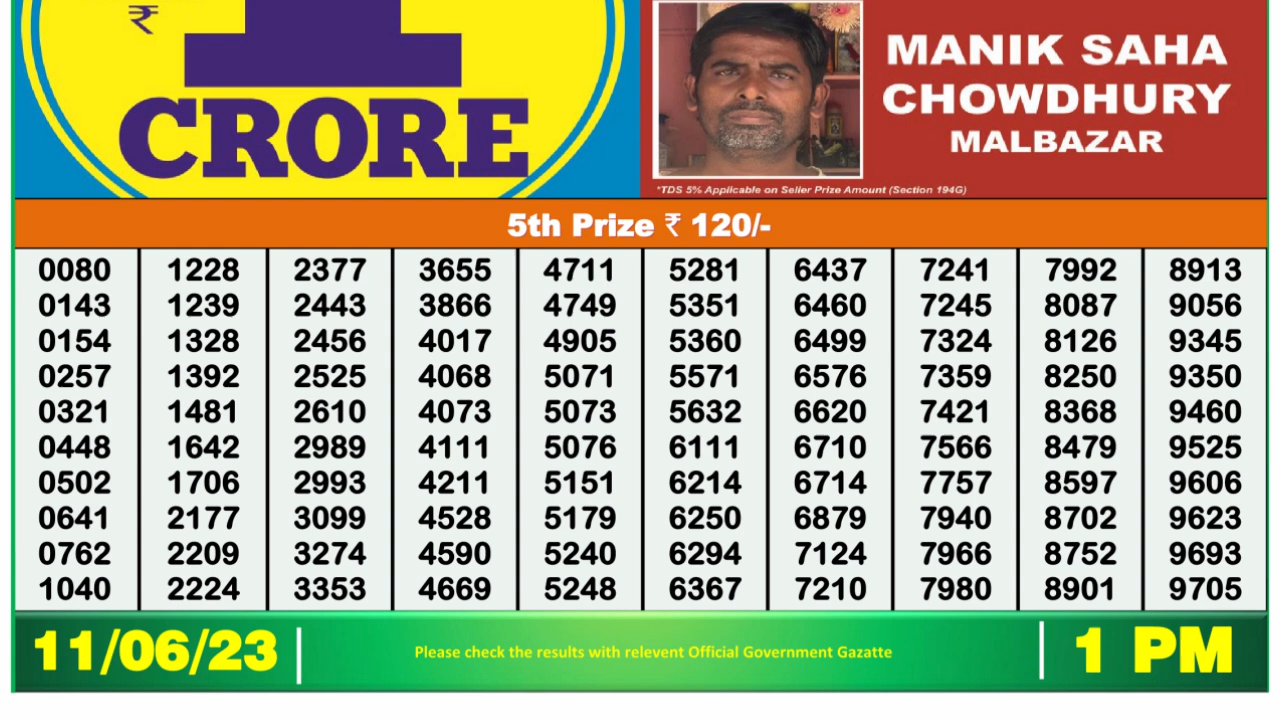 ₹
CRORE
MANIK SAHA
CHOWDHURY
MALBAZAR
*TDS 5% Applicable on Seller Prize Amount (Section 194G)
5th Prize ₹ 120/-
0080 1228 2377 3655 4711 5281 6437 7241 7992 8913
0143 1239 2443 3866 4749 5351 6460 7245 8087 9056
0154 1328 2456 4017 4905 5360 6499 7324 8126 9345
0257 1392 2525 4068 5071 5571 6576 7359 8250 9350
0321 1481 2610 4073 5073 5632 6620 7421 8368 9460
0448 1642 2989 4111 5076 6111 6710 7566 8479 9525
0502 1706 2993 4211 5151 6214 6714 7757 8597 9606
0641 2177 3099 4528 5179 6250 6879 7940 8702 9623
0762 2209 3274 4590 5240 6294 7124 7966 8752 9693
1040 2224 3353 4669 5248 6367 7210 7980 8901 9705
11/06/23
Please check the results with relevent Official Government Gazatte
1 PM